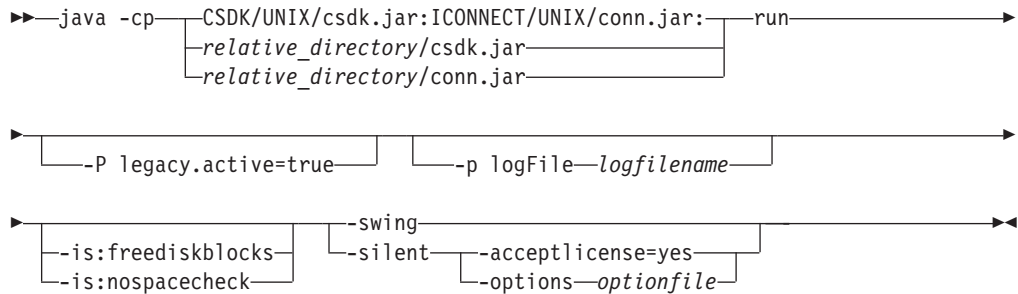 java -cp CSDK/UNIX/csdk.jar:ICONNECT/UNIX/conn.jar: run
relative_directory/csdk.jar
relative_directory/conn.jar
-P legacy.active=true -p logFile logfilename
-swing
-is:freediskblocks -silent -acceptlicense=yes
-is:nospacecheck -options optionfile